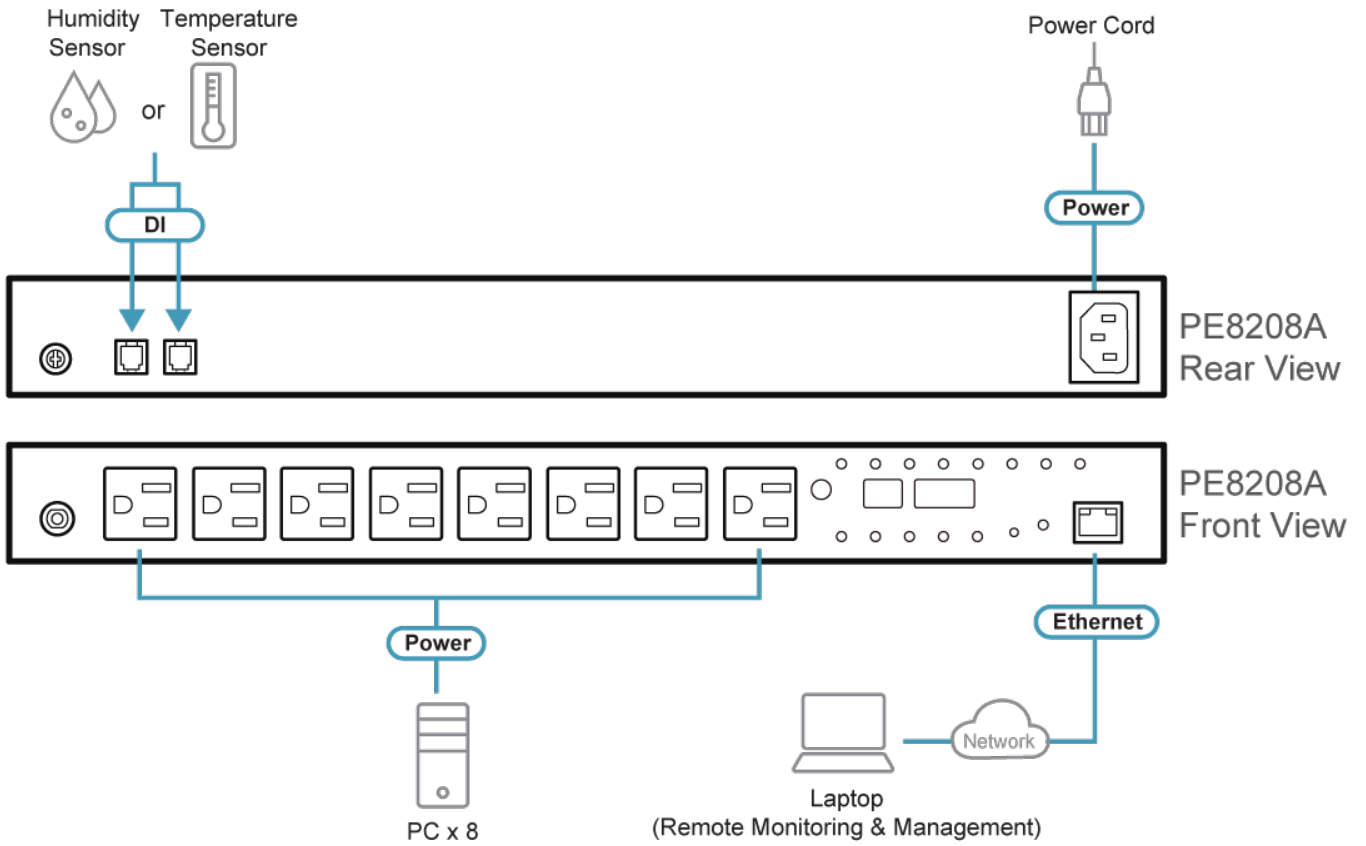 Humidity Sensor
Temperature Sensor
or
Power Cord
DI
Power
PE8208A
Rear View
PE8208A
Front View
Power
Ethernet
Network
PC x 8
Laptop
(Remote Monitoring & Management)